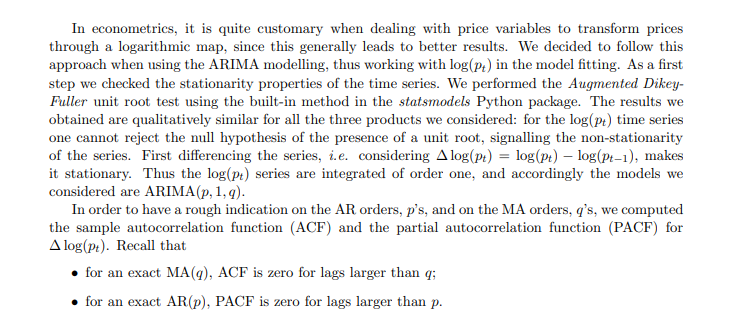 In econometrics, it is quite customary when dealing with price variables to transform prices
through a logarithmic map, since this generally leads to better results. We decided to follow this
approach when using the ARIMA modelling, thus working with log(pₜ) in the model fitting. As a first
step we checked the stationarity properties of the time series. We performed the Augmented Dikey-
Fuller unit root test using the built-in method in the statsmodels Python package. The results we
obtained are qualitatively similar for all the three products we considered: for the log(pₜ) time series
one cannot reject the null hypothesis of the presence of a unit root, signalling the non-stationarity
of the series. First differencing the series, i.e. considering Δ log(pₜ) = log(pₜ) − log(pₜ₋₁), makes
it stationary. Thus the log(pₜ) series are integrated of order one, and accordingly the models we
considered are ARIMA(p, 1, q).
In order to have a rough indication on the AR orders, p's, and on the MA orders, q's, we computed
the sample autocorrelation function (ACF) and the partial autocorrelation function (PACF) for
Δ log(pₜ). Recall that
• for an exact MA(q), ACF is zero for lags larger than q;
• for an exact AR(p), PACF is zero for lags larger than p.